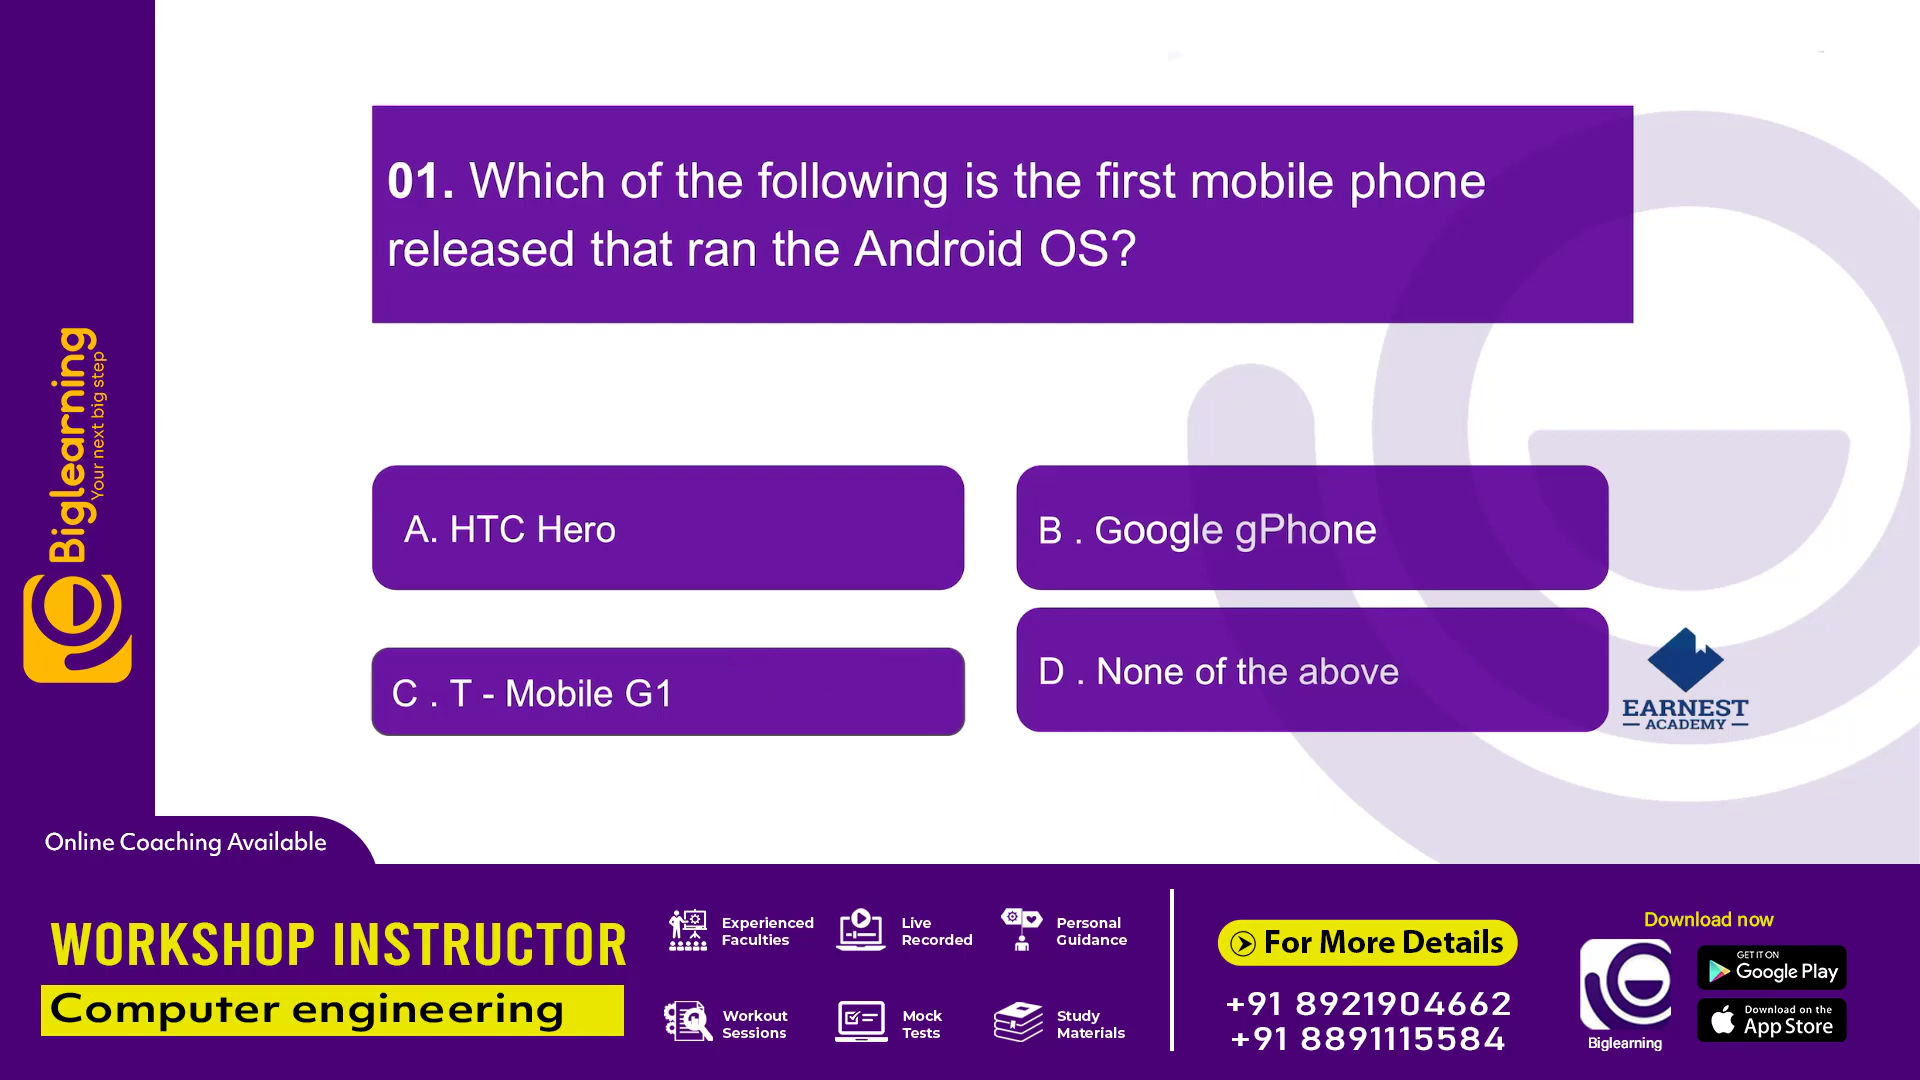 01. Which of the following is the first mobile phone
released that ran the Android OS?
A. HTC Hero
B . Google gPhone
C . T - Mobile G1
D . None of the above
EARNEST
ACADEMY
Biglearning
Your next big step
Online Coaching Available
WORKSHOP INSTRUCTOR
Computer engineering
Experienced
Faculties
Live
Recorded
Personal
Guidance
Workout
Sessions
Mock
Tests
Study
Materials
For More Details
+91 8921904662
+91 8891115584
Download now
Biglearning
GET IT ON
Google Play
Download on the
App Store